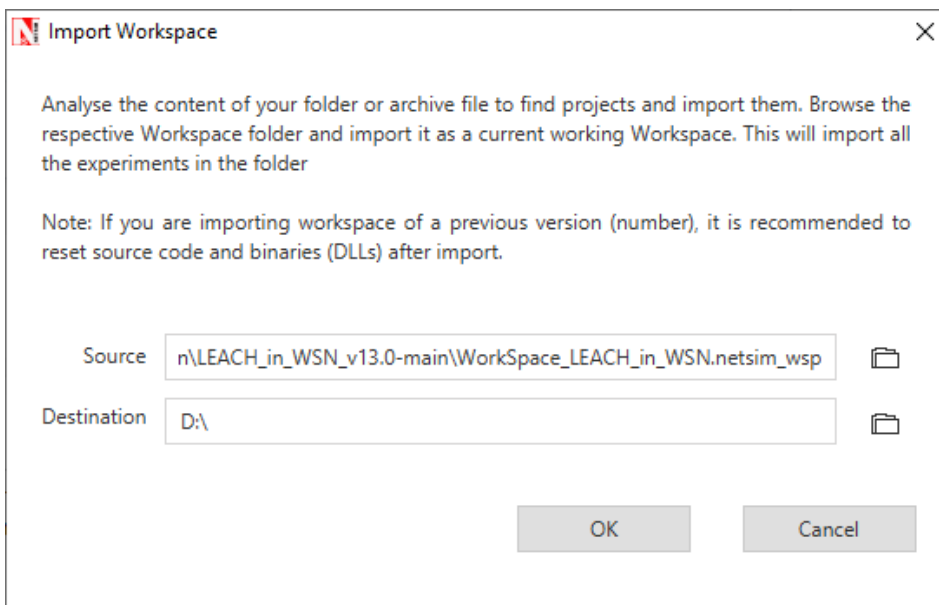 Import Workspace
Analyse the content of your folder or archive file to find projects and import them. Browse the
respective Workspace folder and import it as a current working Workspace. This will import all
the experiments in the folder
Note: If you are importing workspace of a previous version (number), it is recommended to
reset source code and binaries (DLLs) after import.
Source n\LEACH_in_WSN_v13.0-main\WorkSpace_LEACH_in_WSN.netsim_wsp
Destination D:\
OK Cancel